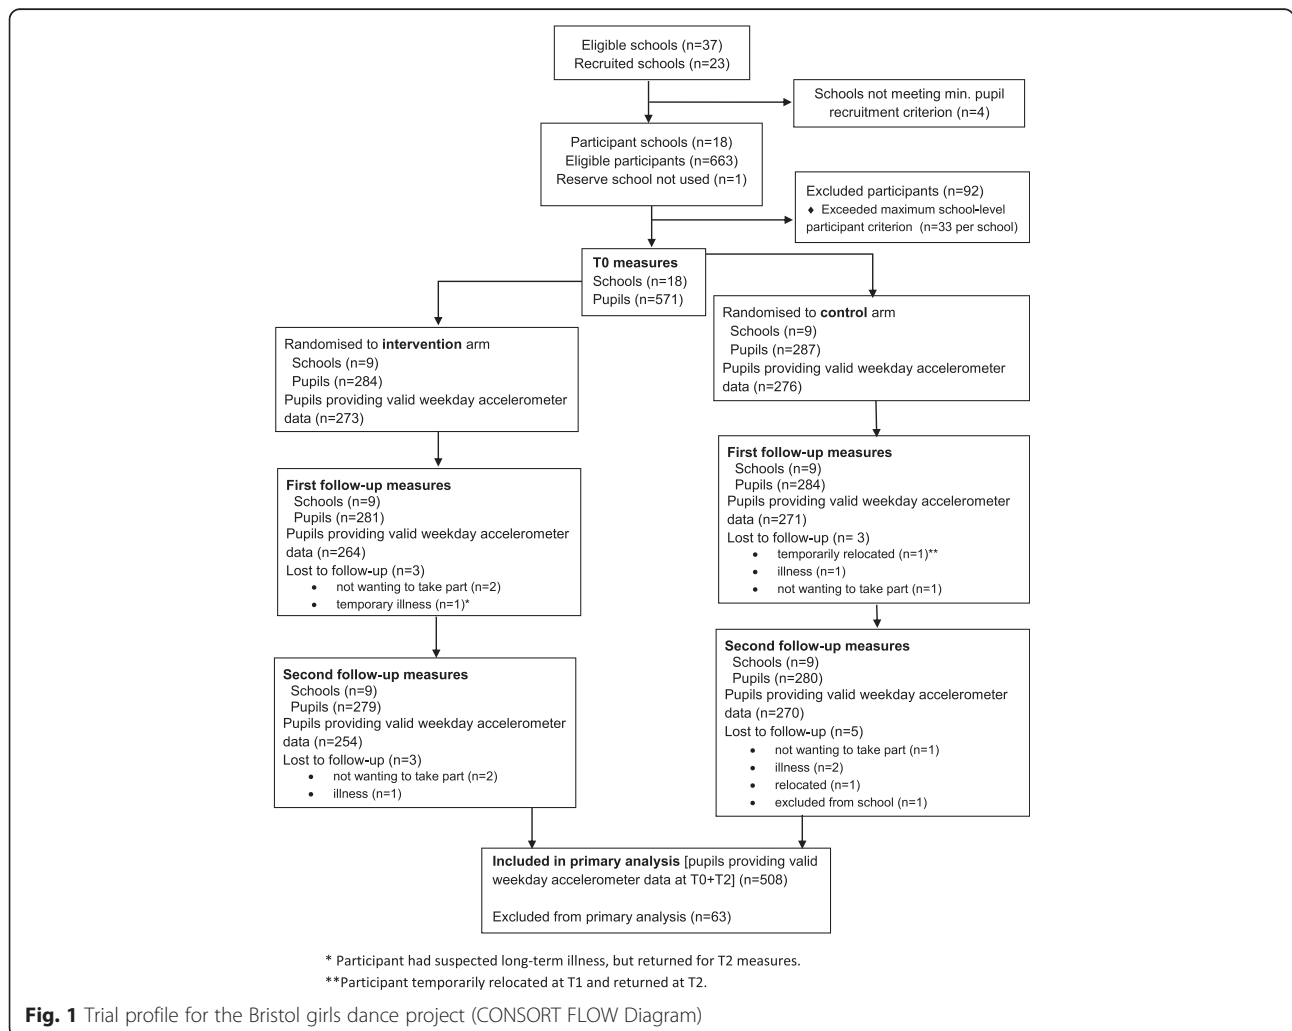 Eligible schools (n=37)
Recruited schools (n=23)
Schools not meeting min. pupil
recruitment criterion (n=4)
Participant schools (n=18)
Eligible participants (n=663)
Reserve school not used (n=1)
Excluded participants (n=92)
♦ Exceeded maximum school-level
participant criterion (n=33 per school)
T0 measures
Schools (n=18)
Pupils (n=571)
Randomised to intervention arm
Schools (n=9)
Pupils (n=284)
Pupils providing valid weekday accelerometer
data (n=273)
Randomised to control arm
Schools (n=9)
Pupils (n=287)
Pupils providing valid weekday accelerometer
data (n=276)
First follow-up measures
Schools (n=9)
Pupils (n=281)
Pupils providing valid weekday accelerometer
data (n=264)
Lost to follow-up (n=3)
• not wanting to take part (n=2)
• temporary illness (n=1)*
First follow-up measures
Schools (n=9)
Pupils (n=284)
Pupils providing valid weekday accelerometer
data (n=271)
Lost to follow-up (n= 3)
• temporarily relocated (n=1)**
• illness (n=1)
• not wanting to take part (n=1)
Second follow-up measures
Schools (n=9)
Pupils (n=279)
Pupils providing valid weekday accelerometer
data (n=254)
Lost to follow-up (n=3)
• not wanting to take part (n=2)
• illness (n=1)
Second follow-up measures
Schools (n=9)
Pupils (n=280)
Pupils providing valid weekday accelerometer
data (n=270)
Lost to follow-up (n=5)
• not wanting to take part (n=1)
• illness (n=2)
• relocated (n=1)
• excluded from school (n=1)
Included in primary analysis [pupils providing valid
weekday accelerometer data at T0+T2] (n=508)
Excluded from primary analysis (n=63)
* Participant had suspected long-term illness, but returned for T2 measures.
**Participant temporarily relocated at T1 and returned at T2.
Fig. 1 Trial profile for the Bristol girls dance project (CONSORT FLOW Diagram)